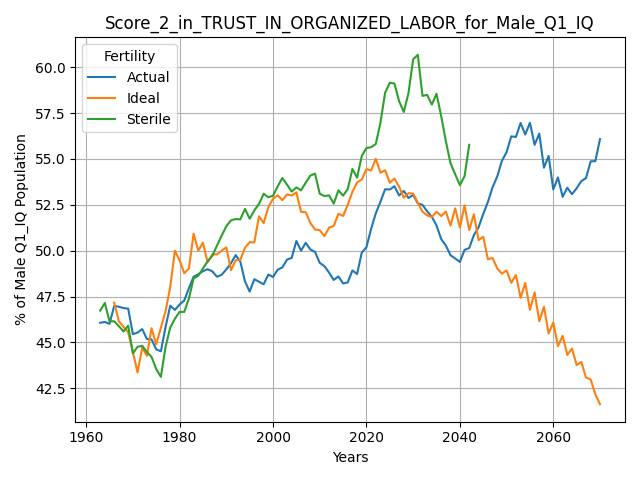 Score_2_in_TRUST_IN_ORGANIZED_LABOR_for_Male_Q1_IQ
Fertility
Actual
Ideal
Sterile
% of Male Q1_IQ Population
60.0
57.5
55.0
52.5
50.0
47.5
45.0
42.5
1960 1980 2000 2020 2040 2060
Years